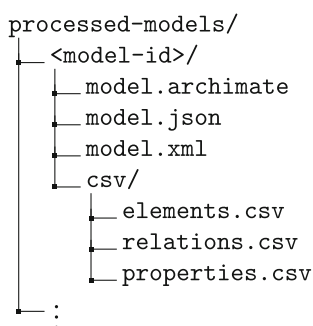 processed-models/
<model-id>/
model.archimate
model.json
model.xml
csv/
elements.csv
relations.csv
properties.csv
⋮